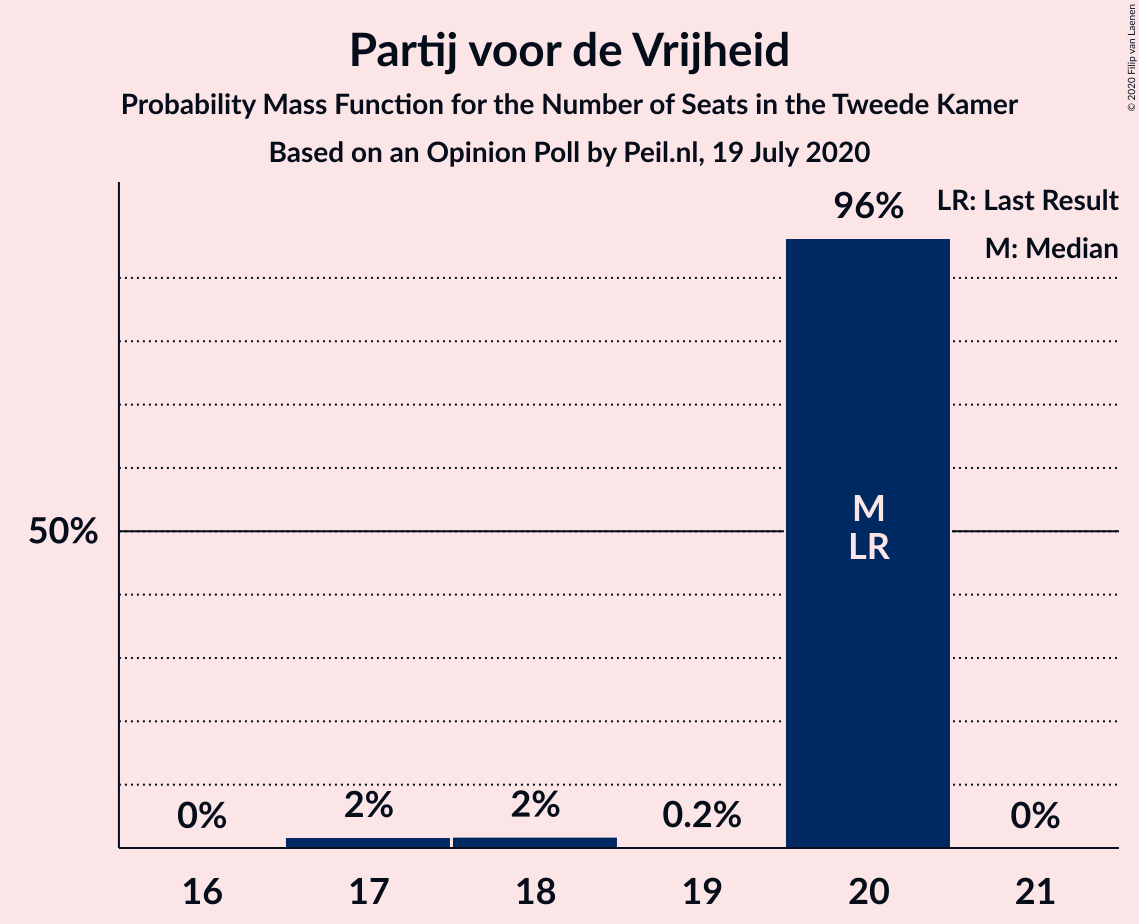 Partij voor de Vrijheid
Probability Mass Function for the Number of Seats in the Tweede Kamer
Based on an Opinion Poll by Peil.nl, 19 July 2020
© 2020 Filip van Laenen
LR: Last Result
M: Median
96%
50%
M
LR
0%
2%
2%
0.2%
0%
16
17
18
19
20
21